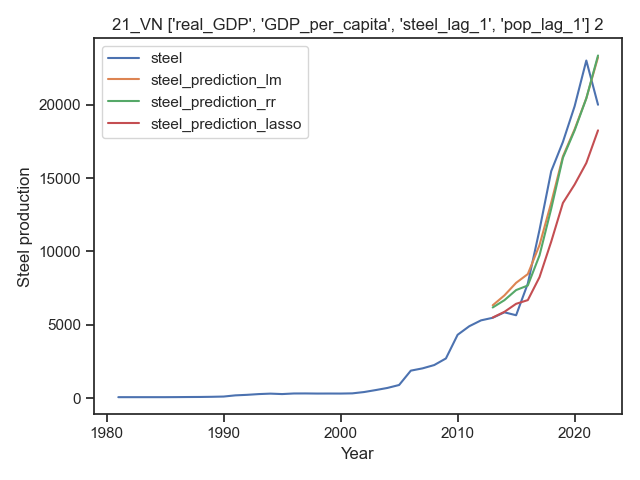 21_VN ['real_GDP', 'GDP_per_capita', 'steel_lag_1', 'pop_lag_1'] 2
steel
steel_prediction_lm
steel_prediction_rr
steel_prediction_lasso
20000
15000
10000
5000
0
Steel production
1980
1990
2000
2010
2020
Year